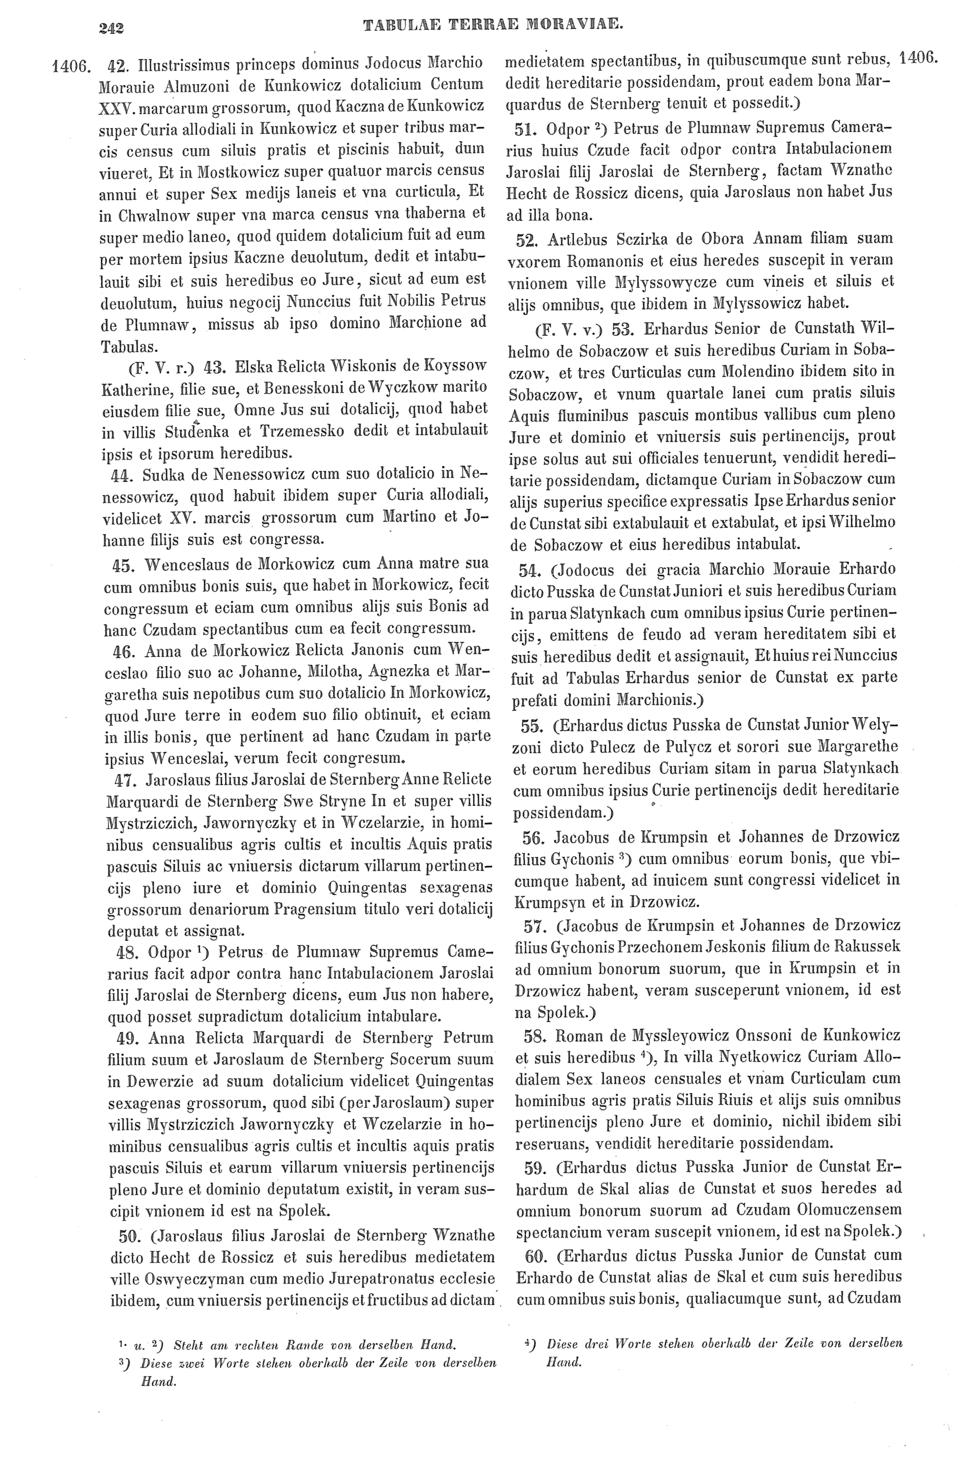 242
TABULAE TERRAE MORAVIAE.
1406. 42. Illustrissimus princeps dominus Jodocus Marchio
Morauie Almuzoni de Kunkowicz dotalicium Centum
XXV. marcarum grossorum, quod Kaczna de Kunkowicz
super Curia allodiali in Kunkowicz et super tribus mar-
cis census cum siluis pratis et piscinis habuit, dum
viueret, Et in Mostkowicz super quatuor marcis census
annui et super Sex medijs laneis et vna curticula, Et
in Chwalnow super vna marca census vna thaberna et
super medio laneo, quod quidem dotalicium fuit ad eum
per mortem ipsius Kaczne deuolutum, dedit et intabu-
lauit sibi et suis heredibus eo Jure, sicut ad eum est
deuolutum, huius negocij Nunccius fuit Nobilis Petrus
de Plumnaw, missus ab ipso domino Marchione ad
Tabulas.
(F. V. r.) 43. Elska Relicta Wiskonis de Koyssow
Katherine, filie sue, et Benesskoni de Wyczkow marito
eiusdem filie sue, Omne Jus sui dotalicij, quod habet
in villis Studenka et Trzemessko dedit et intabulauit
ipsis et ipsorum heredibus.
44. Sudka de Nenessowicz cum suo dotalicio in Ne-
nessowicz, quod habuit ibidem super Curia allodiali,
videlicet XV. marcis grossorum cum Martino et Jo-
hanne filijs suis est congressa.
45. Wenceslaus de Morkowicz cum Anna matre sua
cum omnibus bonis suis, que habet in Morkowicz, fecit
congressum et eciam cum omnibus alijs suis Bonis ad
hanc Czudam spectantibus cum ea fecit congressum.
46. Anna de Morkowicz Relicta Janonis cum Wen-
ceslao filio suo ac Johanne, Milotha, Agnezka et Mar-
garetha suis nepotibus cum suo dotalicio In Morkowicz,
quod Jure terre in eodem suo filio obtinuit, et eciam
in illis bonis, que pertinent ad hanc Czudam in parte
ipsius Wenceslai, verum fecit congresum.
47. Jaroslaus filius Jaroslai de Sternberg Anne Relicte
Marquardi de Sternberg Swe Stryne In et super villis
Mystrziczich, Jawornyczky et in Wczelarzie, in homi-
nibus censualibus agris cultis et incultis Aquis pratis
pascuis Siluis ac vniuersis dictarum villarum pertinen-
cijs pleno iure et dominio Quingentas sexagenas
grossorum denariorum Pragensium titulo veri dotalicij
deputat et assignat.
48. Odpor ¹) Petrus de Plumnaw Supremus Came-
rarius facit adpor contra hanc Intabulacionem Jaroslai
filij Jaroslai de Sternberg dicens, eum Jus non habere,
quod posset supradictum dotalicium intabulare.
49. Anna Relicta Marquardi de Sternberg Petrum
filium suum et Jaroslaum de Sternberg Socerum suum
in Dewerzie ad suum dotalicium videlicet Quingentas
sexagenas grossorum, quod sibi (per Jaroslaum) super
villis Mystrziczich Jawornyczky et Wczelarzie in ho-
minibus censualibus agris cultis et incultis aquis pratis
pascuis Siluis et earum villarum vniuersis pertinencijs
pleno Jure et dominio deputatum existit, in veram sus-
cipit vnionem id est na Spolek.
50. (Jaroslaus filius Jaroslai de Sternberg Wznathe
dicto Hecht de Rossicz et suis heredibus medietatem
ville Oswyeczyman cum medio Jurepatronatus ecclesie
ibidem, cum vniuersis pertinencijs et fructibus ad dictam
medietatem spectantibus, in quibuscumque sunt rebus, 1406.
dedit hereditarie possidendam, prout eadem bona Mar-
quardus de Sternberg tenuit et possedit.)
51. Odpor ²) Petrus de Plumnaw Supremus Camera-
rius huius Czude facit odpor contra Intabulacionem
Jaroslai filij Jaroslai de Sternberg, factam Wznathe
Hecht de Rossicz dicens, quia Jaroslaus non habet Jus
ad illa bona.
52. Artlebus Sczirka de Obora Annam filiam suam
vxorem Romanonis et eius heredes suscepit in veram
vnionem ville Mylyssowycze cum vineis et siluis et
alijs omnibus, que ibidem in Mylyssowicz habet.
(F. V. v.) 53. Erhardus Senior de Cunstath Wil-
helmo de Sobaczow et suis heredibus Curiam in Soba-
czow, et tres Curticulas cum Molendino ibidem sito in
Sobaczow, et vnum quartale lanei cum pratis siluis
Aquis fluminibus pascuis montibus vallibus cum pleno
Jure et dominio et vniuersis suis pertinencijs, prout
ipse solus aut sui officiales tenuerunt, vendidit heredi-
tarie possidendam, dictamque Curiam in Sobaczow cum
alijs superius specifice expressatis Ipse Erhardus senior
de Cunstat sibi extabulauit et extabulat, et ipsi Wilhelmo
de Sobaczow et eius heredibus intabulat.
54. (Jodocus dei gracia Marchio Morauie Erhardo
dicto Pusska de Cunstat Juniori et suis heredibus Curiam
in parua Slatynkach cum omnibus ipsius Curie pertinen-
cijs, emittens de feudo ad veram hereditatem sibi et
suis heredibus dedit et assignauit, Et huius rei Nunccius
fuit ad Tabulas Erhardus senior de Cunstat ex parte
prefati domini Marchionis.)
55. (Erhardus dictus Pusska de Cunstat Junior Wely-
zoni dicto Pulecz de Pulycz et sorori sue Margarethe
et eorum heredibus Curiam sitam in parua Slatynkach
cum omnibus ipsius Curie pertinencijs dedit hereditarie
possidendam.)
56. Jacobus de Krumpsin et Johannes de Drzowicz
filius Gychonis ³) cum omnibus eorum bonis, que vbi-
cumque habent, ad inuicem sunt congressi videlicet in
Krumpsyn et in Drzowicz.
57. (Jacobus de Krumpsin et Johannes de Drzowicz
filius Gychonis Przechonem Jeskonis filium de Rakussek
ad omnium bonorum suorum, que in Krumpsin et in
Drzowicz habent, veram susceperunt vnionem, id est
na Spolek.)
58. Roman de Myssleyowicz Onssoni de Kunkowicz
et suis heredibus ⁴), In villa Nyetkowicz Curiam Allo-
dialem Sex laneos censuales et vnam Curticulam cum
hominibus agris pratis Siluis Riuis et alijs suis omnibus
pertinencijs pleno Jure et dominio, nichil ibidem sibi
reseruans, vendidit hereditarie possidendam.
59. (Erhardus dictus Pusska Junior de Cunstat Er-
hardum de Skal alias de Cunstat et suos heredes ad
omnium bonorum suorum ad Czudam Olomuczensem
spectancium veram suscepit vnionem, id est na Spolek.)
60. (Erhardus dictus Pusska Junior de Cunstat cum
Erhardo de Cunstat alias de Skal et cum suis heredibus
cum omnibus suis bonis, qualiacumque sunt, ad Czudam
¹· u. ²) Steht am rechten Rande von derselben Hand.
³) Diese zwei Worte stehen oberhalb der Zeile von derselben
Hand.
⁴) Diese drei Worte stehen oberhalb der Zeile von derselben
Hand.